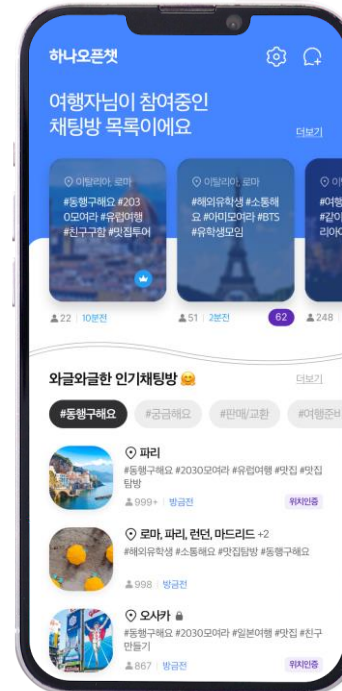 하나오픈챗
여행자님이 참여중인
채팅방 목록이에요
더보기
이탈리아, 로마
#동행구해요 #203
0모여라 #유럽여행
#친구구함 #맛집투어
22 10분전
이탈리아, 로마
#해외유학생 #소통해
요 #아미모여라 #BTS
#유학생모임
51 2분전 62
#여행
#같이
리아여
248
와글와글한 인기채팅방 🤗
더보기
#동행구해요 #궁금해요 #판매/교환 #여행준비
파리
#동행구해요 #2030모여라 #유럽여행 #맛집 #맛집
탐방
999+ 방금전 위치인증
로마, 파리, 런던, 마드리드 +2
#해외유학생 #소통해요 #맛집탐방 #동행구해요
998 방금전
오사카
#동행구해요 #2030모여라 #일본여행 #맛집 #친구
만들기
867 방금전 위치인증